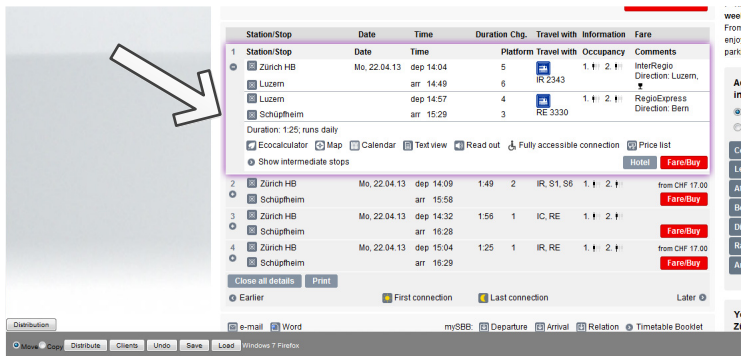 wee
From
enjoy
park
Station/Stop Date Time Duration Chg. Travel with Information Fare
1 Station/Stop Date Time Platform Travel with Occupancy Comments
Zürich HB Mo, 22.04.13 dep 14:04 5 1. 2. InterRegio
Direction: Luzern,
Luzern arr 14:49 6 IR 2343
Luzern dep 14:57 4 1. 2. RegioExpress
Direction: Bern
Schüpfheim arr 15:29 3 RE 3330
Duration: 1:25; runs daily
Ecocalculator Map Calendar Text view Read out Fully accessible connection Price list
Show intermediate stops Hotel Fare/Buy
2 Zürich HB Mo, 22.04.13 dep 14:09 1:49 2 IR, S1, S6 1. 2. from CHF 17.00
Schüpfheim arr 15:58 Fare/Buy
3 Zürich HB Mo, 22.04.13 dep 14:32 1:56 1 IC, RE 1. 2.
Schüpfheim arr 16:28 Fare/Buy
4 Zürich HB Mo, 22.04.13 dep 15:04 1:25 1 IR, RE 1. 2. from CHF 17.00
Schüpfheim arr 16:29 Fare/Buy
Close all details Print
Earlier First connection Last connection Later
e-mail Word mySBB: Departure Arrival Relation Timetable Booklet
Distribution
Move Copy Distribute Clients Undo Save Load Windows 7 Firefox